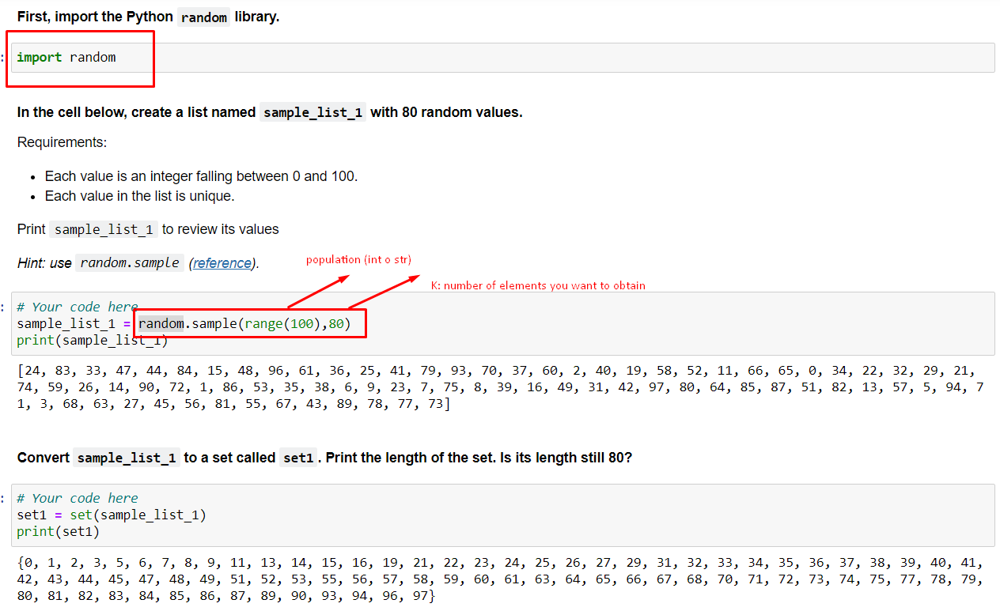 First, import the Python random library.
: import random
In the cell below, create a list named sample_list_1 with 80 random values.
Requirements:
• Each value is an integer falling between 0 and 100.
• Each value in the list is unique.
Print sample_list_1 to review its values
Hint: use random.sample (reference).
population (int o str)
K: number of elements you want to obtain
: # Your code here
sample_list_1 = random.sample(range(100),80)
print(sample_list_1)
[24, 83, 33, 47, 44, 84, 15, 48, 96, 61, 36, 25, 41, 79, 93, 70, 37, 60, 2, 40, 19, 58, 52, 11, 66, 65, 0, 34, 22, 32, 29, 21,
74, 59, 26, 14, 90, 72, 1, 86, 53, 35, 38, 6, 9, 23, 7, 75, 8, 39, 16, 49, 31, 42, 97, 80, 64, 85, 87, 51, 82, 13, 57, 5, 94, 7
1, 3, 68, 63, 27, 45, 56, 81, 55, 67, 43, 89, 78, 77, 73]
Convert sample_list_1 to a set called set1. Print the length of the set. Is its length still 80?
: # Your code here
set1 = set(sample_list_1)
print(set1)
{0, 1, 2, 3, 5, 6, 7, 8, 9, 11, 13, 14, 15, 16, 19, 21, 22, 23, 24, 25, 26, 27, 29, 31, 32, 33, 34, 35, 36, 37, 38, 39, 40, 41,
42, 43, 44, 45, 47, 48, 49, 51, 52, 53, 55, 56, 57, 58, 59, 60, 61, 63, 64, 65, 66, 67, 68, 70, 71, 72, 73, 74, 75, 77, 78, 79,
80, 81, 82, 83, 84, 85, 86, 87, 89, 90, 93, 94, 96, 97}